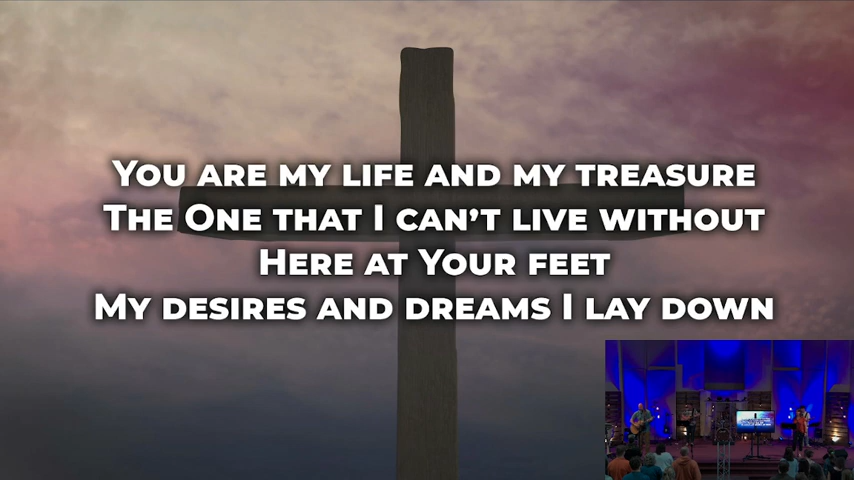 You are my life and my treasure
The One that I can't live without
Here at Your feet
My desires and dreams I lay down